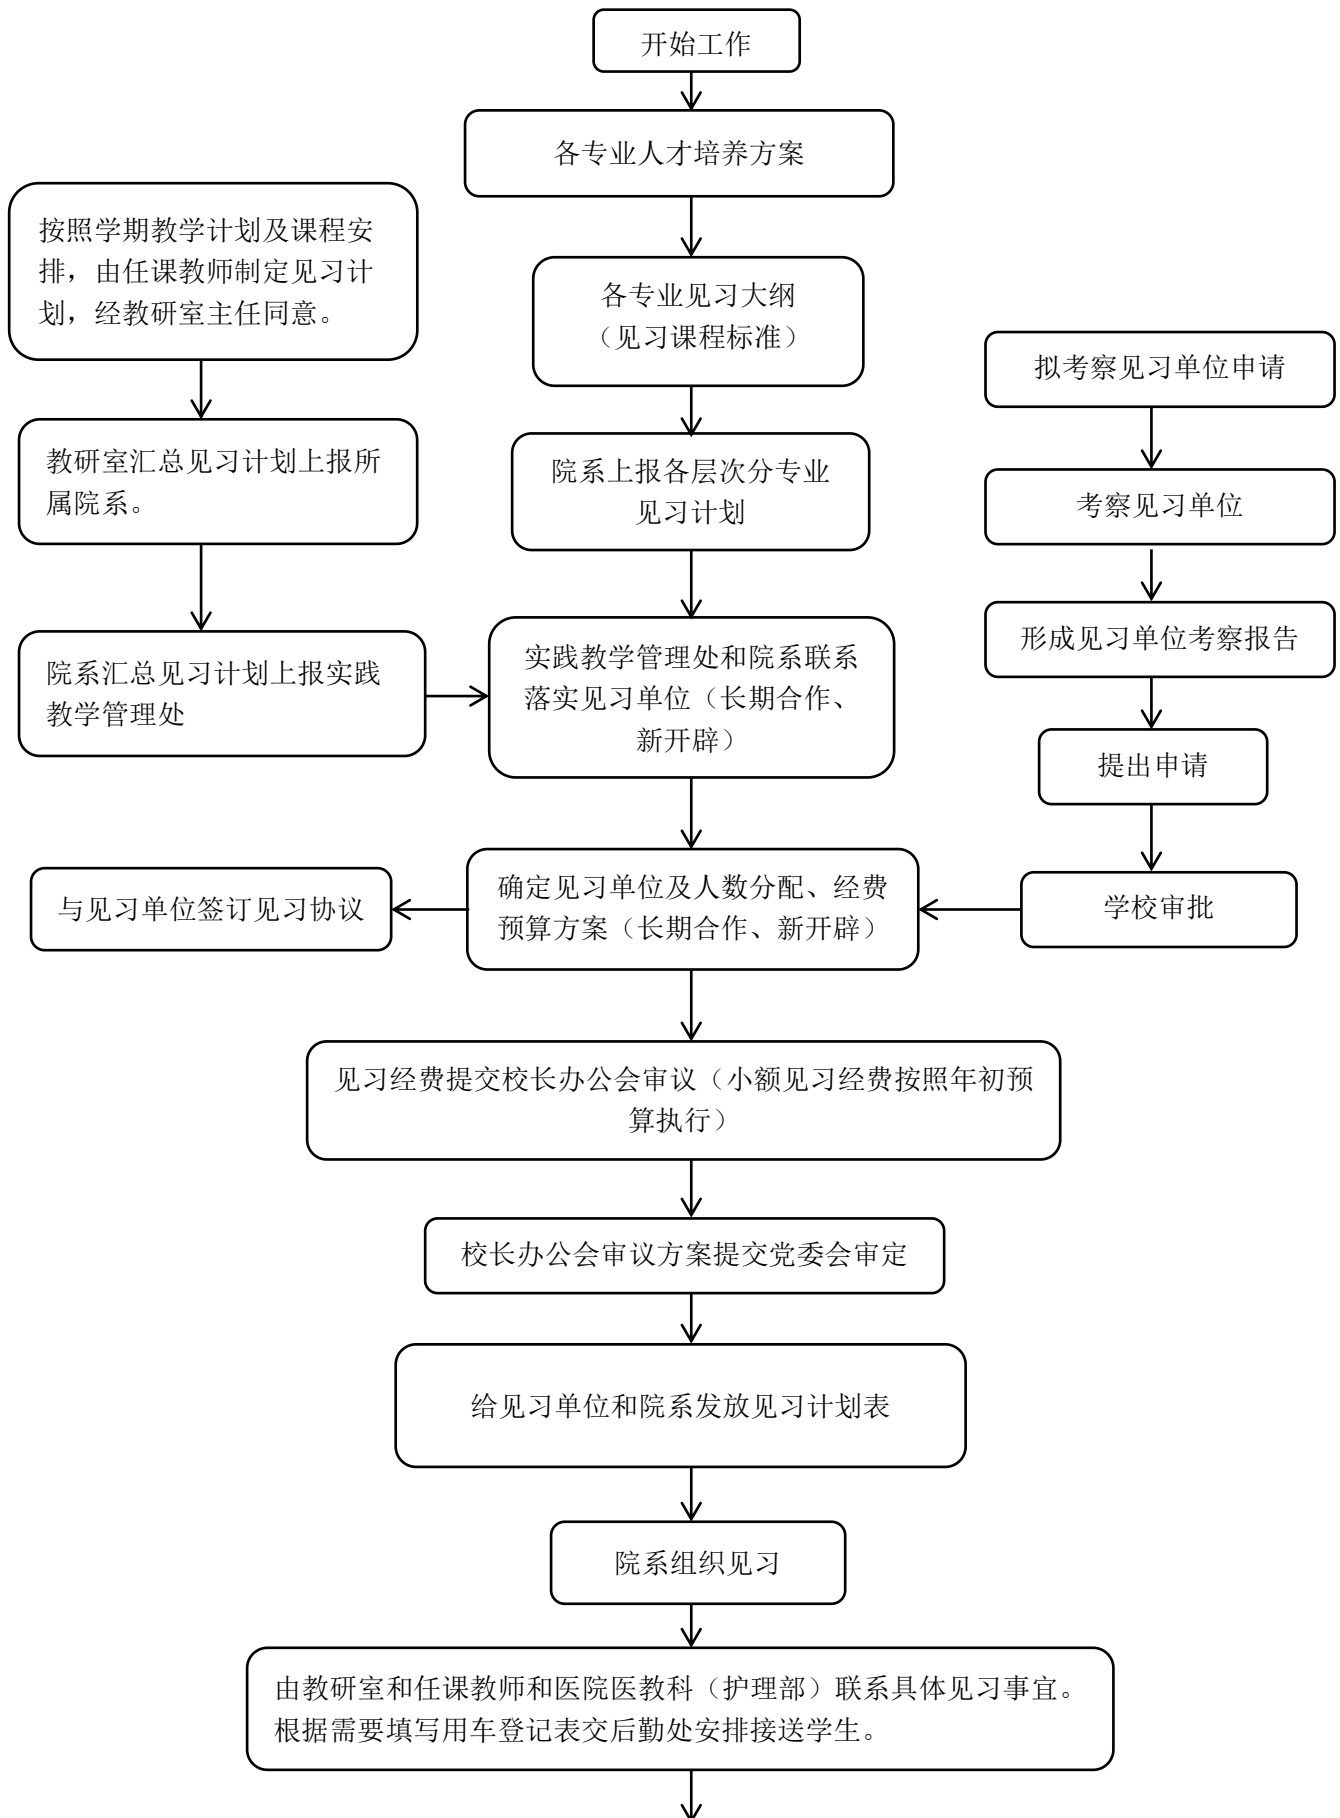 开始工作
各专业人才培养方案
按照学期教学计划及课程安
排，由任课教师制定见习计
划，经教研室主任同意。
各专业见习大纲
（见习课程标准）
拟考察见习单位申请
教研室汇总见习计划上报所
属院系。
院系上报各层次分专业
见习计划
考察见习单位
院系汇总见习计划上报实践
教学管理处
实践教学管理处和院系联系
落实见习单位（长期合作、
新开辟）
形成见习单位考察报告
提出申请
与见习单位签订见习协议
确定见习单位及人数分配、经费
预算方案（长期合作、新开辟）
学校审批
见习经费提交校长办公会审议（小额见习经费按照年初预
算执行）
校长办公会审议方案提交党委会审定
给见习单位和院系发放见习计划表
院系组织见习
由教研室和任课教师和医院医教科（护理部）联系具体见习事宜。
根据需要填写用车登记表交后勤处安排接送学生。